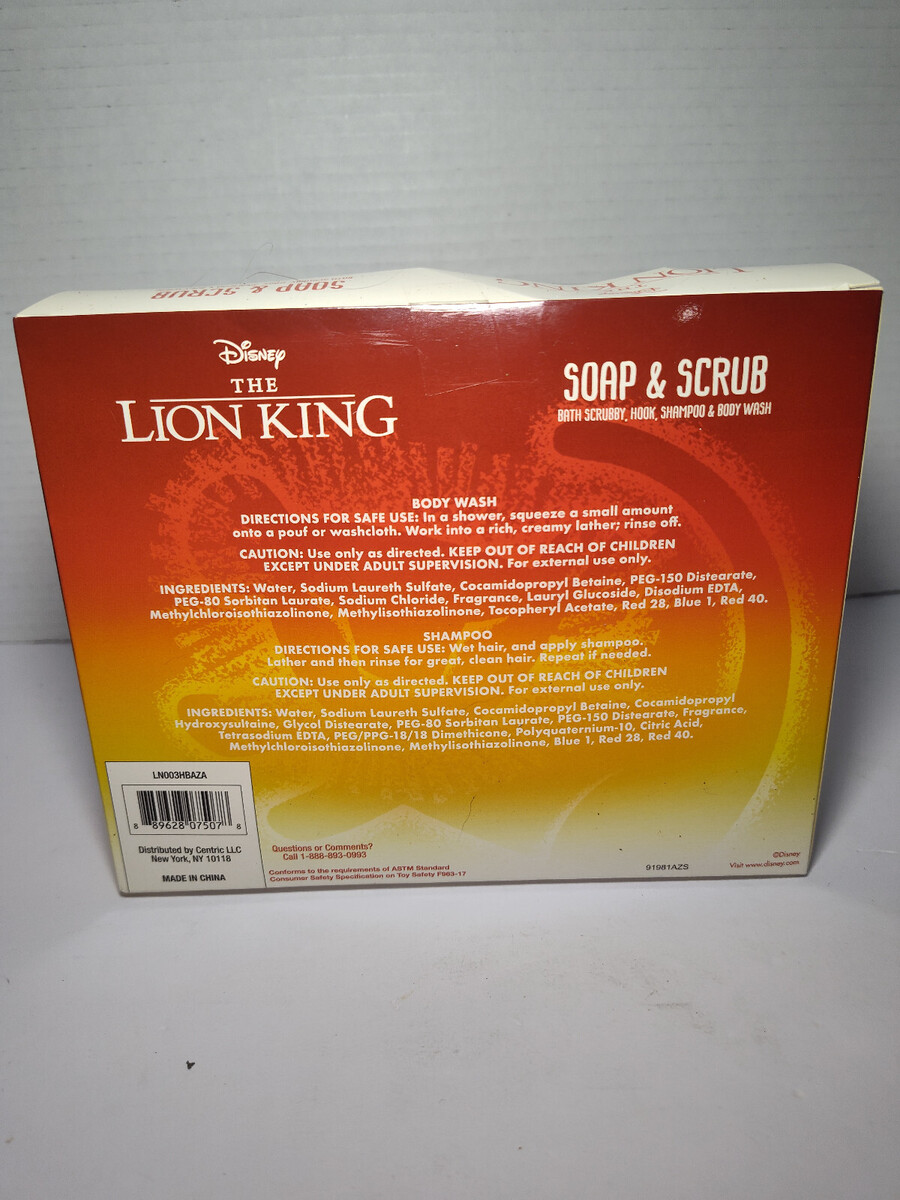 SOAP & SCRUB
LION KING
Disney
THE
LION KING
SOAP & SCRUB
BATH SCRUBBY, HOOK, SHAMPOO & BODY WASH
BODY WASH
DIRECTIONS FOR SAFE USE: In a shower, squeeze a small amount
onto a pouf or washcloth. Work into a rich, creamy lather; rinse off.
CAUTION: Use only as directed. KEEP OUT OF REACH OF CHILDREN
EXCEPT UNDER ADULT SUPERVISION. For external use only.
INGREDIENTS: Water, Sodium Laureth Sulfate, Cocamidopropyl Betaine, PEG-150 Distearate,
PEG-80 Sorbitan Laurate, Sodium Chloride, Fragrance, Lauryl Glucoside, Disodium EDTA,
Methylchloroisothiazolinone, Methylisothiazolinone, Tocopheryl Acetate, Red 28, Blue 1, Red 40.
SHAMPOO
DIRECTIONS FOR SAFE USE: Wet hair, and apply shampoo.
Lather and then rinse for great, clean hair. Repeat if needed.
CAUTION: Use only as directed. KEEP OUT OF REACH OF CHILDREN
EXCEPT UNDER ADULT SUPERVISION. For external use only.
INGREDIENTS: Water, Sodium Laureth Sulfate, Cocamidopropyl Betaine, Cocamidopropyl
Hydroxysultaine, Glycol Distearate, PEG-80 Sorbitan Laurate, PEG-150 Distearate, Fragrance,
Tetrasodium EDTA, PEG/PPG-18/18 Dimethicone, Polyquaternium-10, Citric Acid,
Methylchloroisothiazolinone, Methylisothiazolinone, Blue 1, Red 28, Red 40.
LN003HBAZA
8 89628 07507 8
Distributed by Centric LLC
New York, NY 10118
MADE IN CHINA
Questions or Comments?
Call 1-888-893-0993
Conforms to the requirements of ASTM Standard
Consumer Safety Specification on Toy Safety F963-17
91981AZS
©Disney
Visit www.disney.com